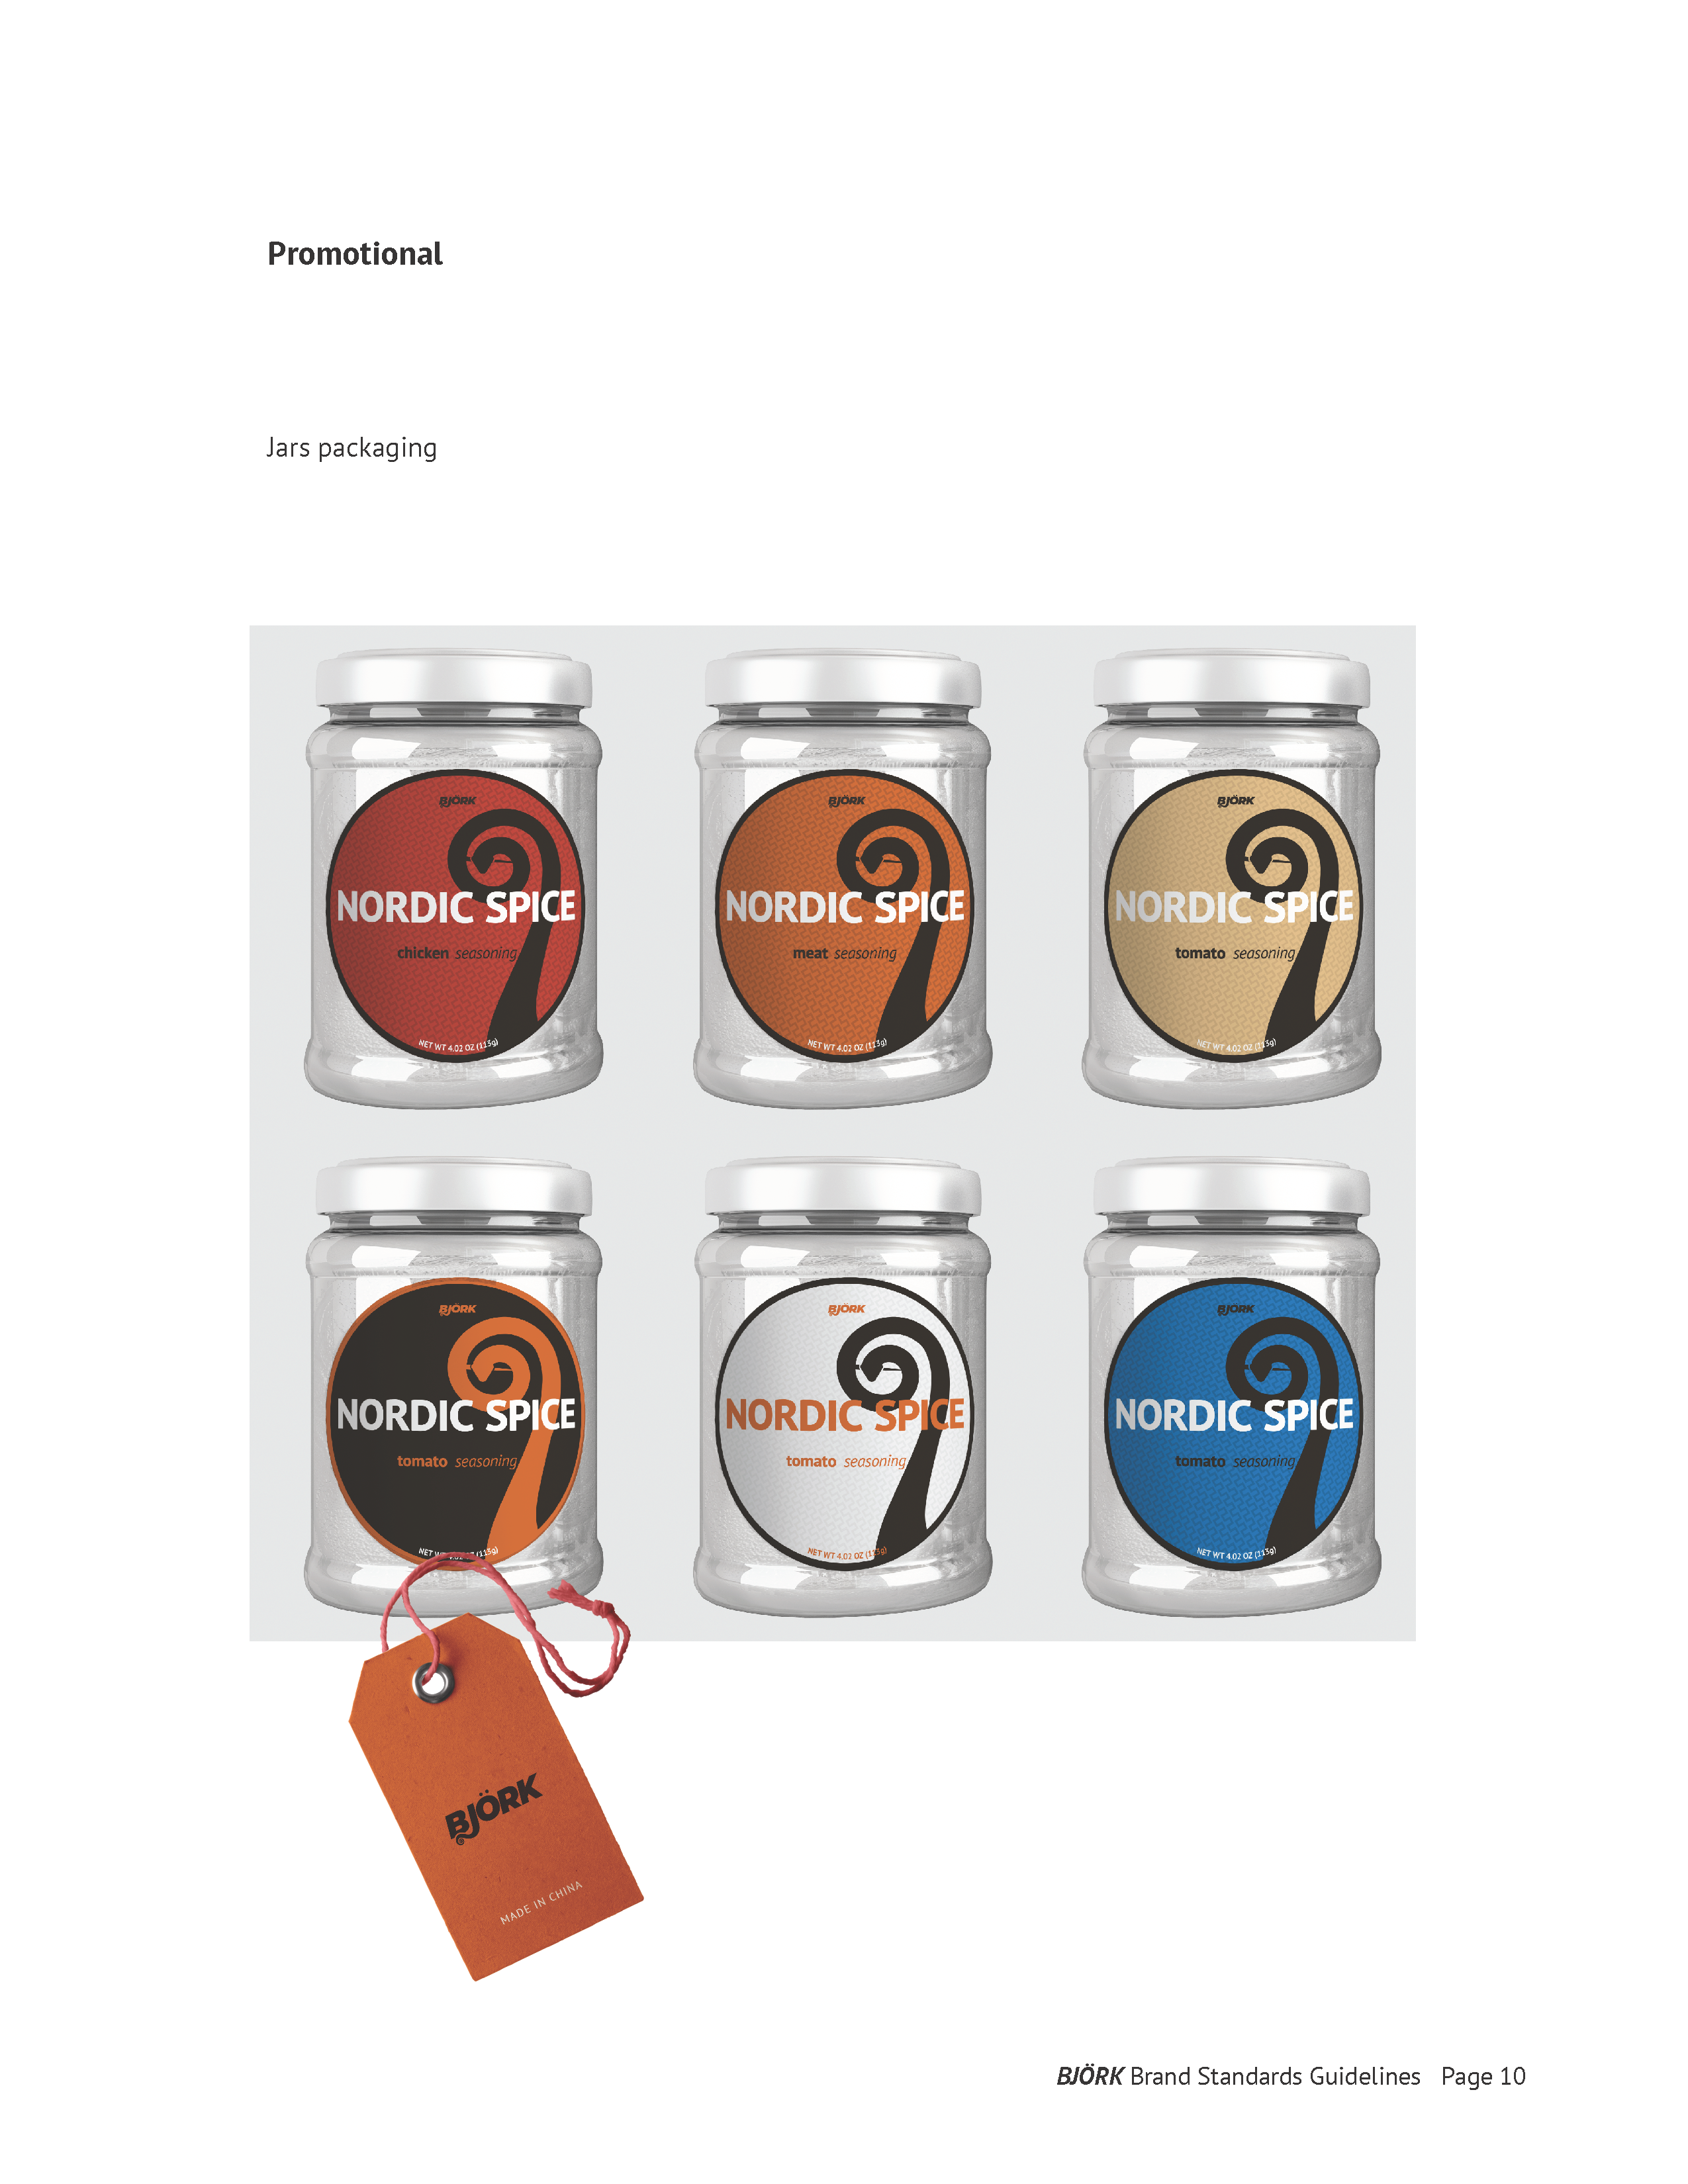 Promotional
Jars packaging
BJÖRK
NORDIC SPICE
chicken seasoning
NET WT 4.02 OZ (113g)
BJÖRK
NORDIC SPICE
meat seasoning
NET WT 4.02 OZ (113g)
BJÖRK
NORDIC SPICE
tomato seasoning
NET WT 4.02 OZ (113g)
BJÖRK
NORDIC SPICE
tomato seasoning
NET (113g)
BJÖRK
NORDIC SPICE
tomato seasoning
NET WT 4.02 OZ (113g)
BJÖRK
NORDIC SPICE
tomato seasoning
NET WT 4.02 OZ (113g)
BJÖRK
MADE IN CHINA
BJÖRK Brand Standards Guidelines Page 10